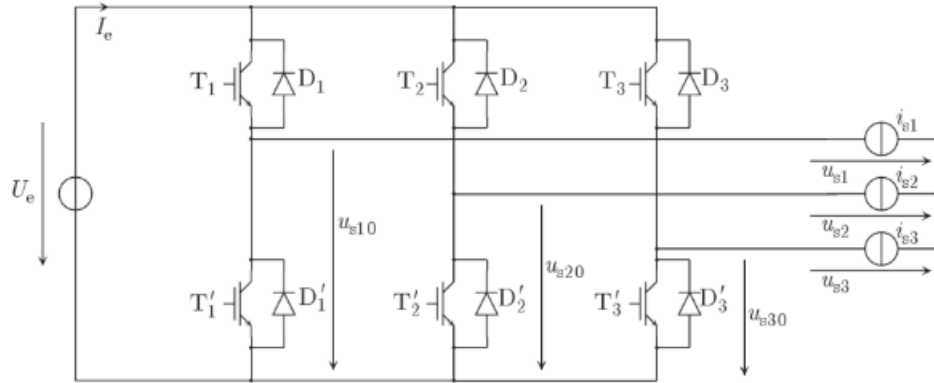 I_e
T_1 D_1 T_2 D_2 T_3 D_3
i_s1
u_s1
i_s2
U_e
u_s10
u_s2
i_s3
u_s20
u_s3
T'_1 D'_1 T'_2 D'_2 T'_3 D'_3
u_s30